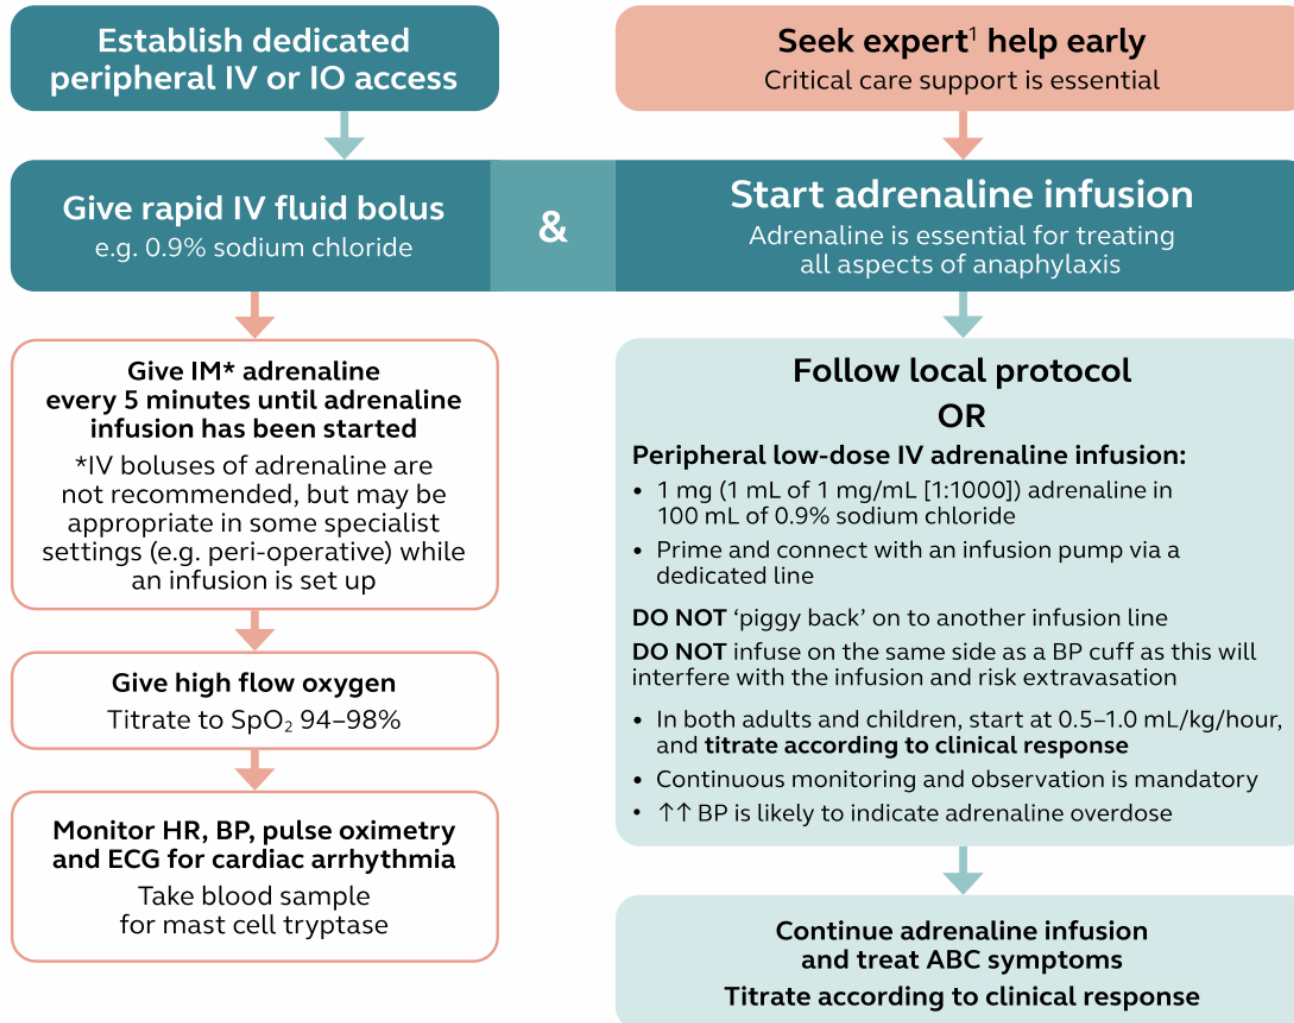 Establish dedicated
peripheral IV or IO access
Seek expert¹ help early
Critical care support is essential
Give rapid IV fluid bolus
e.g. 0.9% sodium chloride
&
Start adrenaline infusion
Adrenaline is essential for treating
all aspects of anaphylaxis
Give IM* adrenaline
every 5 minutes until adrenaline
infusion has been started
*IV boluses of adrenaline are
not recommended, but may be
appropriate in some specialist
settings (e.g. peri-operative) while
an infusion is set up
Give high flow oxygen
Titrate to SpO₂ 94–98%
Monitor HR, BP, pulse oximetry
and ECG for cardiac arrhythmia
Take blood sample
for mast cell tryptase
Follow local protocol
OR
Peripheral low-dose IV adrenaline infusion:
• 1 mg (1 mL of 1 mg/mL [1:1000]) adrenaline in
100 mL of 0.9% sodium chloride
• Prime and connect with an infusion pump via a
dedicated line
DO NOT ‘piggy back’ on to another infusion line
DO NOT infuse on the same side as a BP cuff as this will
interfere with the infusion and risk extravasation
• In both adults and children, start at 0.5–1.0 mL/kg/hour,
and titrate according to clinical response
• Continuous monitoring and observation is mandatory
• ↑↑ BP is likely to indicate adrenaline overdose
Continue adrenaline infusion
and treat ABC symptoms
Titrate according to clinical response